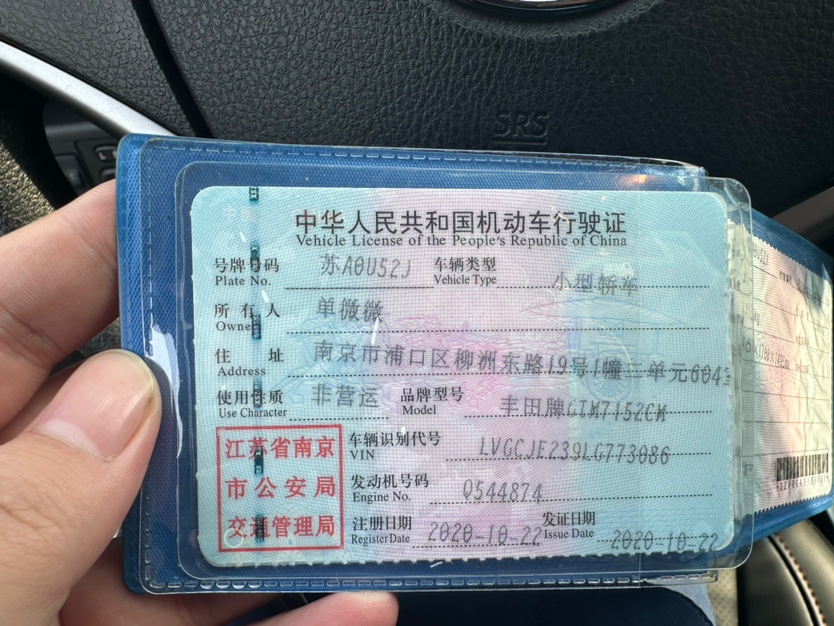 SRS
中华人民共和国机动车行驶证
Vehicle License of the People's Republic of China
号牌号码 苏A0U52J 车辆类型 小型轿车
Plate No. Vehicle Type
所有人 单微微
Owner
住址 南京市浦口区柳洲东路19号1幢二单元604室
Address
使用性质 非营运 品牌型号 丰田牌GTM7152CM
Use Character Model
江苏省南京
市公安局
交通管理局
车辆识别代号 LVGCJE239LG773086
VIN
发动机号码 Q544874
Engine No.
注册日期 2020-10-22 发证日期 2020-10-22
Register Date Issue Date